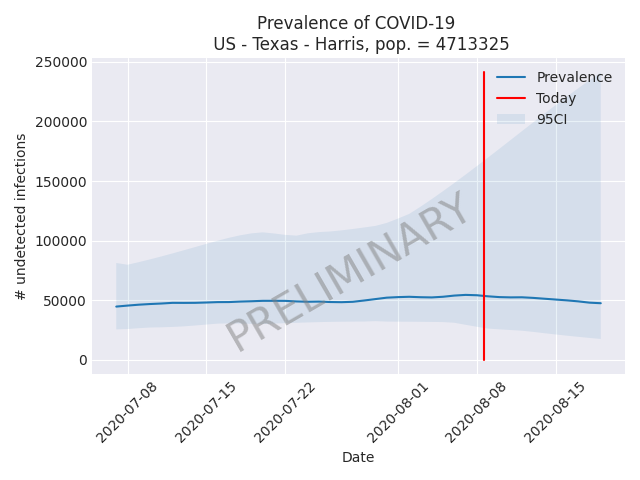 Prevalence of COVID-19
US - Texas - Harris, pop. = 4713325
250000
200000
150000
100000
50000
0
# undetected infections
Prevalence
Today
95CI
PRELIMINARY
2020-07-08
2020-07-15
2020-07-22
2020-08-01
2020-08-08
2020-08-15
Date